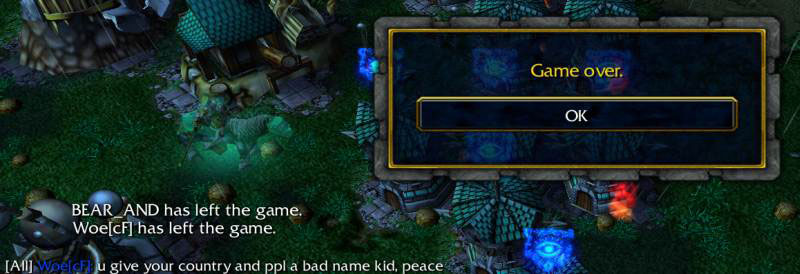 Game over.
OK
BEAR_AND has left the game.
Woe[cF] has left the game.
[All] Woe[cF]: u give your country and ppl a bad name kid, peace